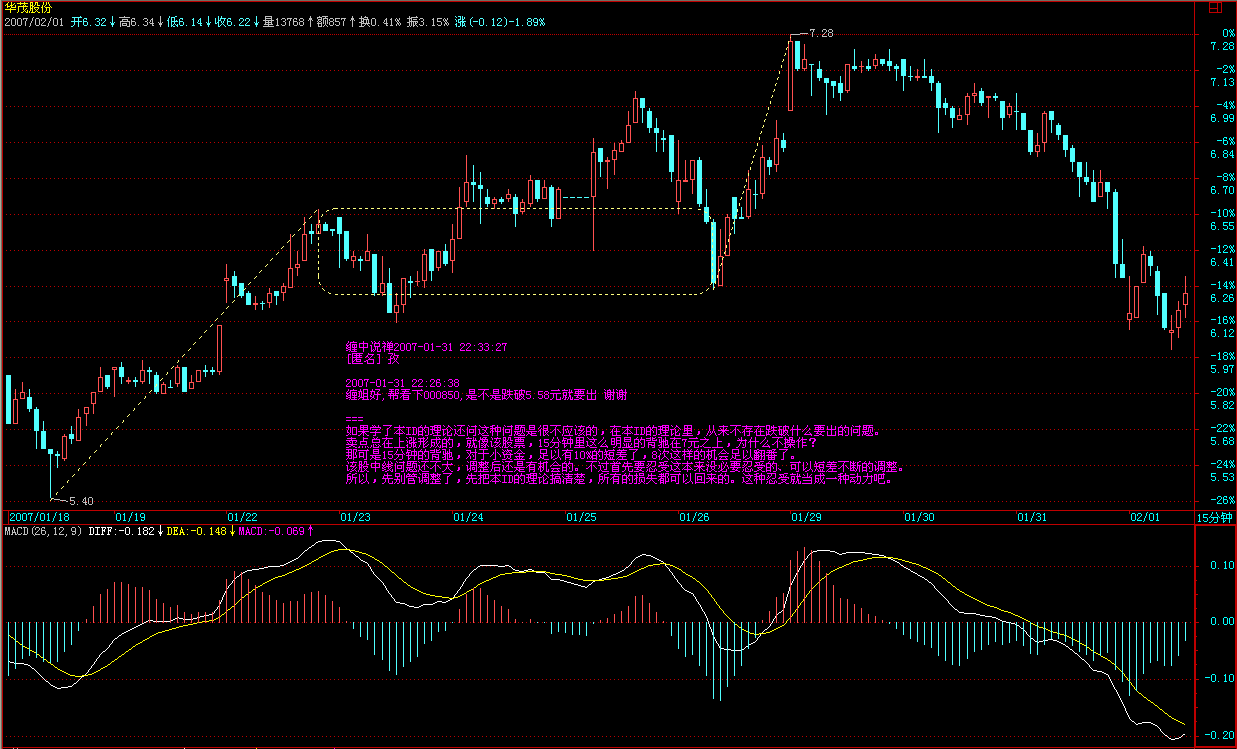 华茂股份
2007/02/01 开6.32↓高6.34↓低6.14↓收6.22↓量13768↑额857↑换0.41% 振3.15% 涨(-0.12)-1.89%
7.28
0%
7.28
-2%
7.13
-4%
6.99
-6%
6.84
-8%
6.70
-10%
6.55
-12%
6.41
-14%
6.26
-16%
6.12
-18%
5.97
-20%
5.82
-22%
5.68
-24%
5.53
-26%
缠中说禅2007-01-31 22:33:27
[匿名] 孜
2007-01-31 22:26:38
缠姐好,帮看下000850,是不是跌破5.58元就要出 谢谢
===
如果学了本ID的理论还问这种问题是很不应该的，在本ID的理论里，从来不存在跌破什么要出的问题。
卖点总在上涨形成的，就像该股票，15分钟里这么明显的背驰在7元之上，为什么不操作？
那可是15分钟的背驰，对于小资金，足以有10%的短差了，8次这样的机会足以翻番了。
该股中线问题还不大，调整后还是有机会的。不过首先要忍受这本来没必要忍受的、可以短差不断的调整。
所以，先别管调整了，先把本ID的理论搞清楚，所有的损失都可以回来的。这种忍受就当成一种动力吧。
5.40
2007/01/18 01/19 01/22 01/23 01/24 01/25 01/26 01/29 01/30 01/31 02/01 15分钟
MACD(26,12,9) DIFF:-0.182↓DEA:-0.148↓MACD:-0.069↑
0.10
0.00
-0.10
-0.20